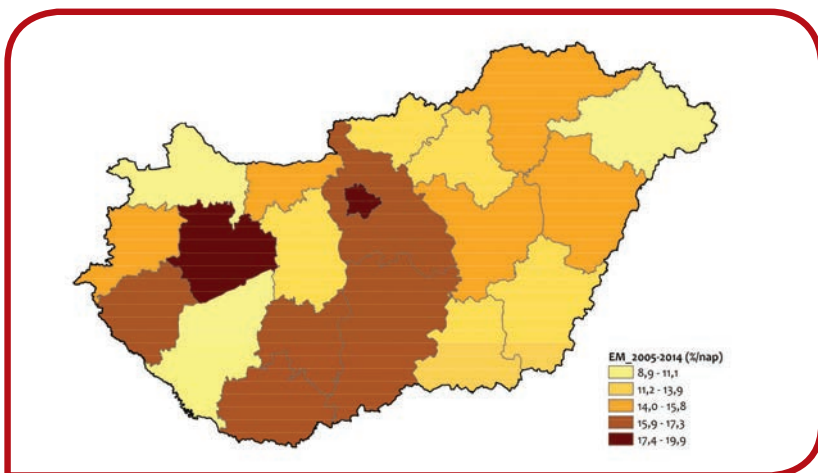 EM_2005-2014 (%/nap)
8,9 - 11,1
11,2 - 13,9
14,0 - 15,8
15,9 - 17,3
17,4 - 19,9